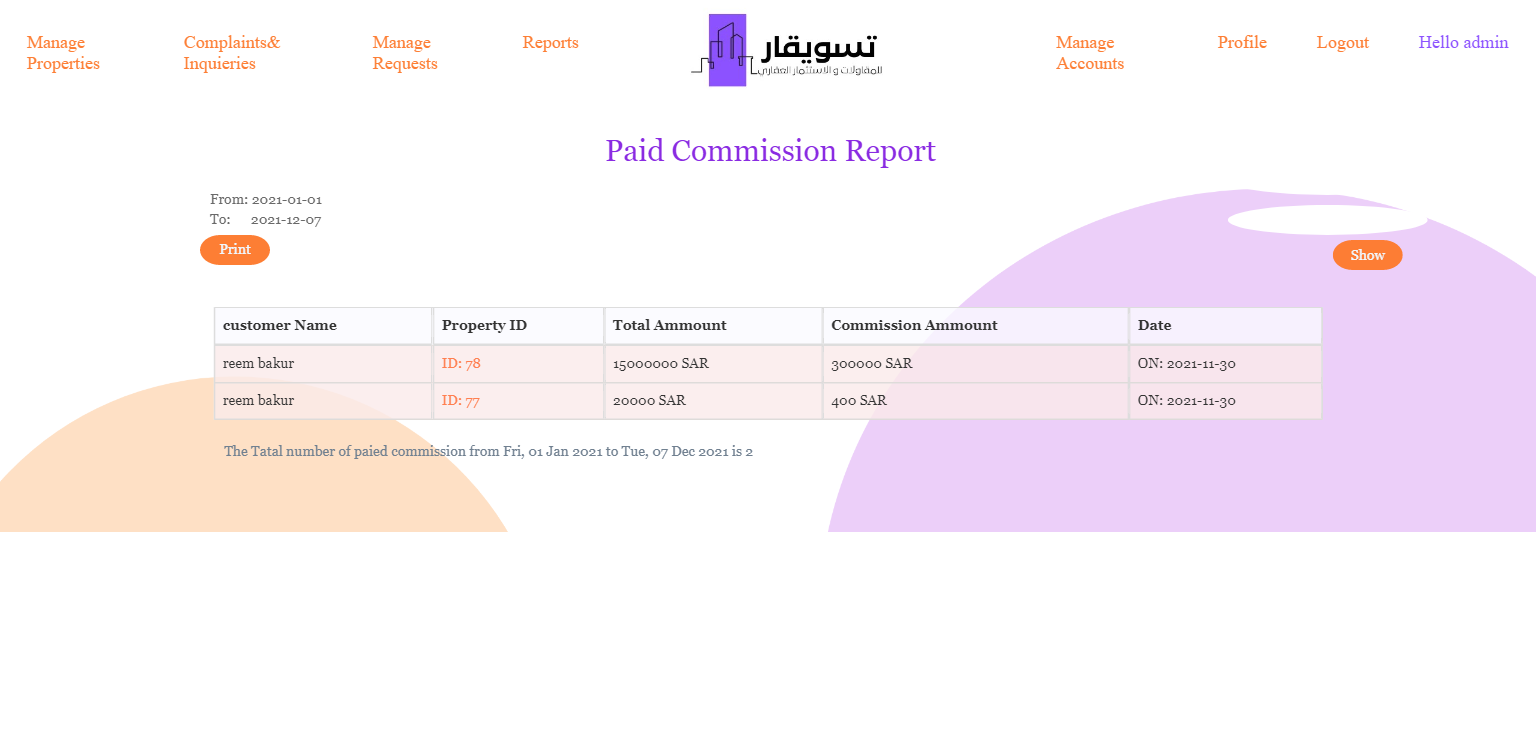 Manage Properties
Complaints& Inquieries
Manage Requests
Reports
تسويقار
للمقاولات و الاستثمار العقاري
Manage Accounts
Profile
Logout
Hello admin
Paid Commission Report
From: 2021-01-01
To: 2021-12-07
Print
Show
customer Name Property ID Total Ammount Commission Ammount Date
reem bakur ID: 78 15000000 SAR 300000 SAR ON: 2021-11-30
reem bakur ID: 77 20000 SAR 400 SAR ON: 2021-11-30
The Tatal number of paied commission from Fri, 01 Jan 2021 to Tue, 07 Dec 2021 is 2